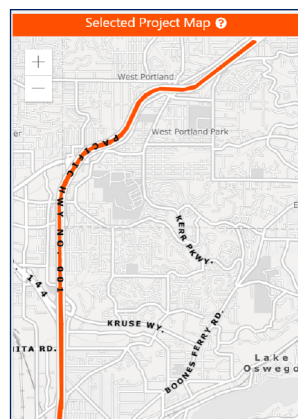 Selected Project Map ?
+
−
West Portland
West Portland Park
PACIFIC HWY NO. 001
KERR PKWY.
144
KRUSE WY.
ITA RD.
BOONES FERRY RD.
Lake
Oswego